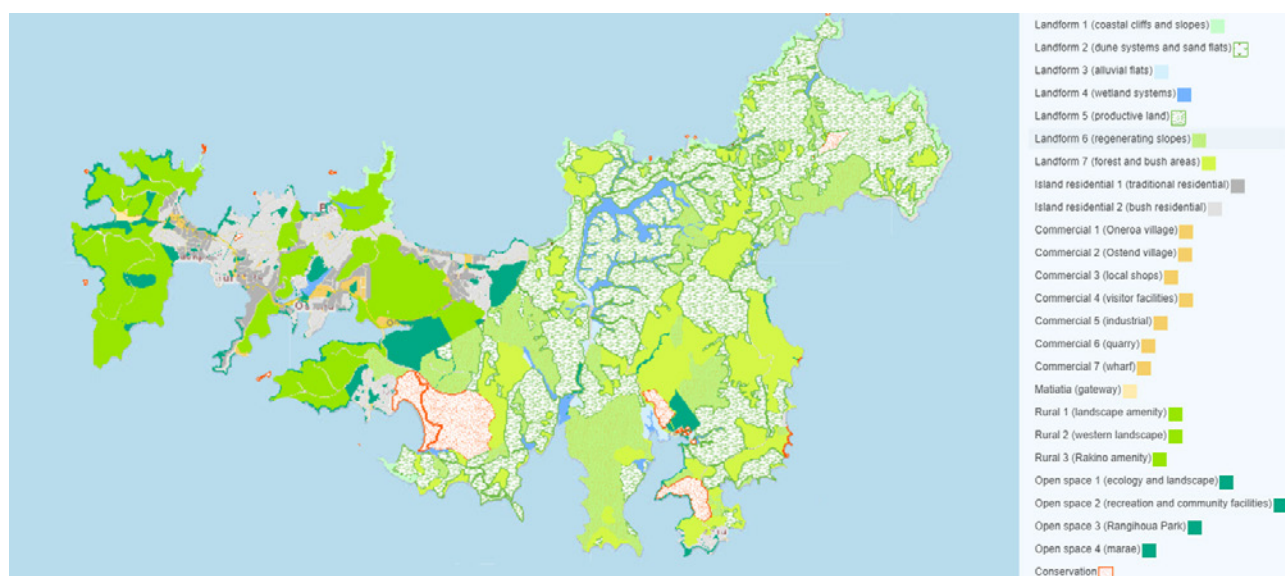 Landform 1 (coastal cliffs and slopes)
Landform 2 (dune systems and sand flats)
Landform 3 (alluvial flats)
Landform 4 (wetland systems)
Landform 5 (productive land)
Landform 6 (regenerating slopes)
Landform 7 (forest and bush areas)
Island residential 1 (traditional residential)
Island residential 2 (bush residential)
Commercial 1 (Oneroa village)
Commercial 2 (Ostend village)
Commercial 3 (local shops)
Commercial 4 (visitor facilities)
Commercial 5 (industrial)
Commercial 6 (quarry)
Commercial 7 (wharf)
Matiatia (gateway)
Rural 1 (landscape amenity)
Rural 2 (western landscape)
Rural 3 (Rakino amenity)
Open space 1 (ecology and landscape)
Open space 2 (recreation and community facilities)
Open space 3 (Rangihoua Park)
Open space 4 (marae)
Conservation